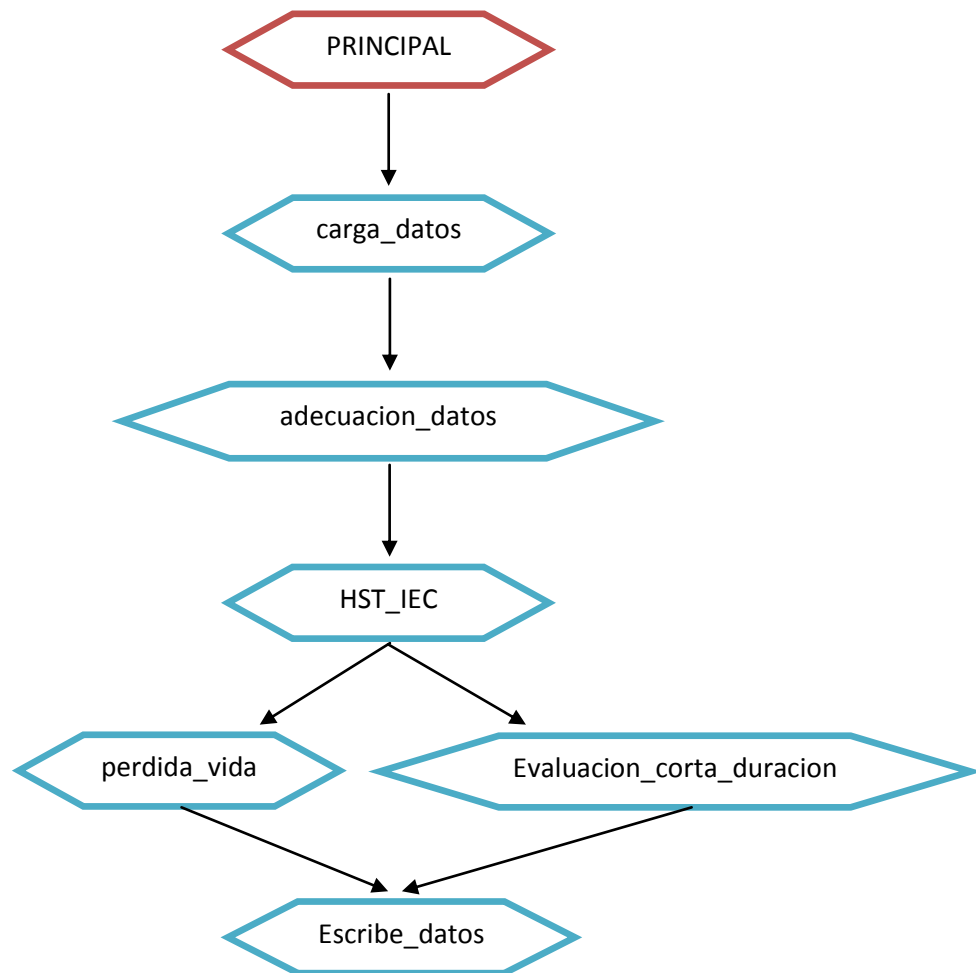 PRINCIPAL
carga_datos
adecuacion_datos
HST_IEC
perdida_vida
Evaluacion_corta_duracion
Escribe_datos